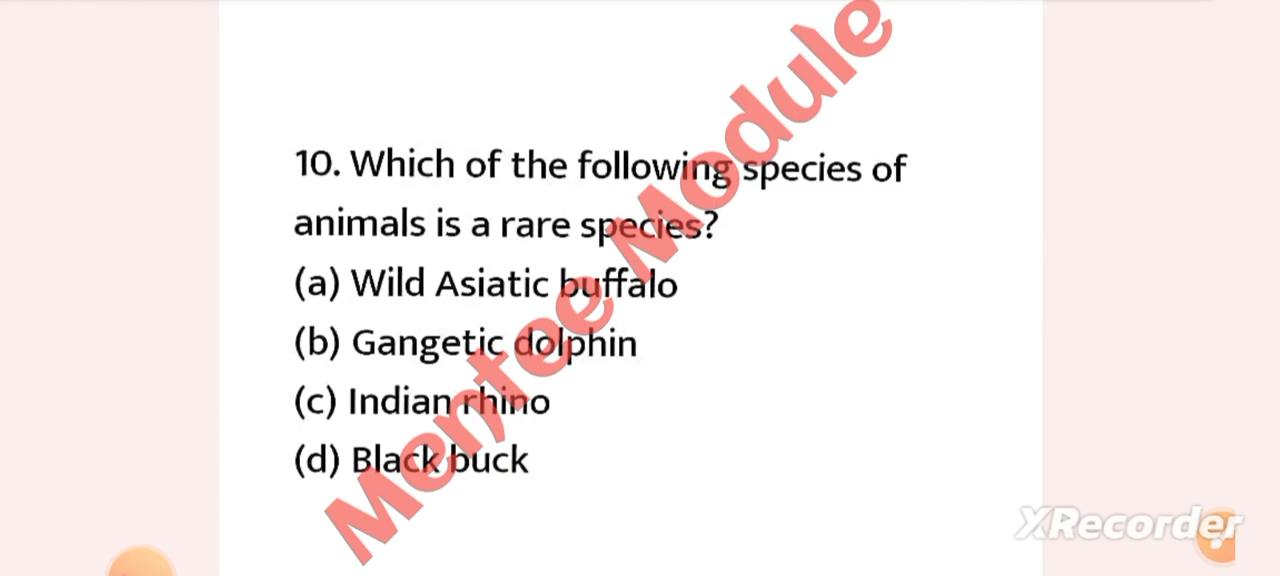 10. Which of the following species of
animals is a rare species?
(a) Wild Asiatic buffalo
(b) Gangetic dolphin
(c) Indian rhino
(d) Black buck
Mentee Module
XRecorder